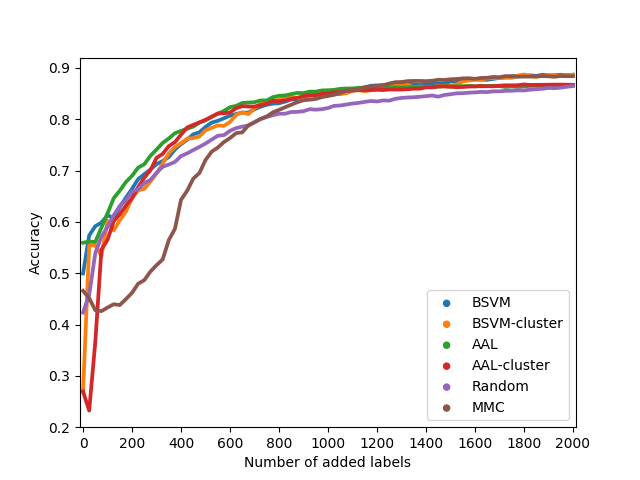 0.9
0.8
0.7
0.6
0.5
0.4
0.3
0.2
Accuracy
0 200 400 600 800 1000 1200 1400 1600 1800 2000
Number of added labels
BSVM
BSVM-cluster
AAL
AAL-cluster
Random
MMC